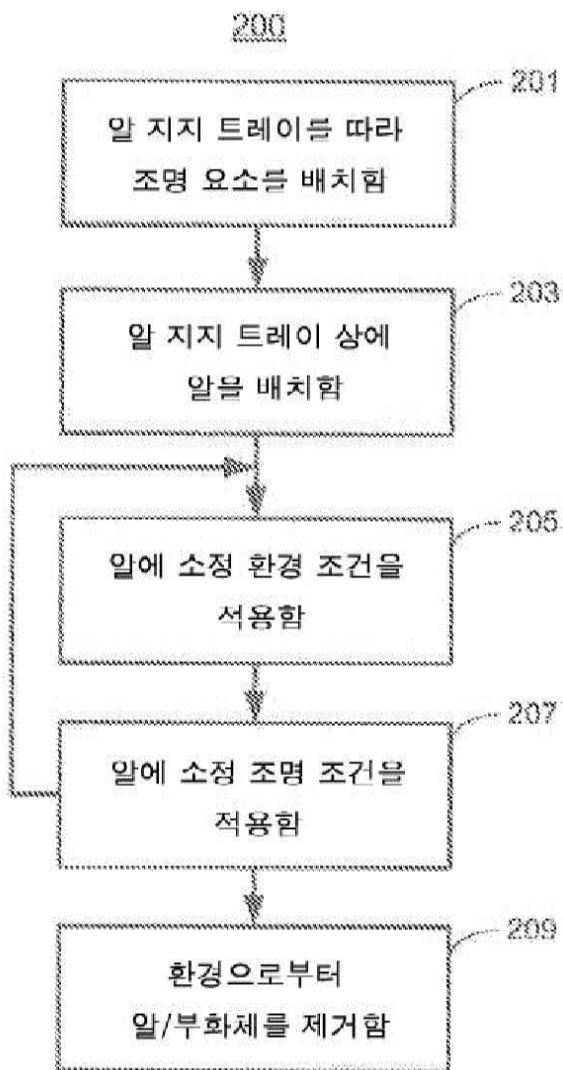 200
201
알 지지 트레이를 따라
조명 요소를 배치함
203
알 지지 트레이 상에
알을 배치함
205
알에 소정 환경 조건을
적용함
207
알에 소정 조명 조건을
적용함
209
환경으로부터
알/부화체를 제거함